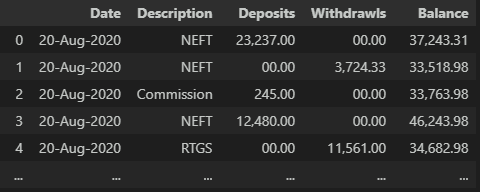 Date Description Deposits Withdrawls Balance
0 20-Aug-2020 NEFT 23,237.00 00.00 37,243.31
1 20-Aug-2020 NEFT 00.00 3,724.33 33,518.98
2 20-Aug-2020 Commission 245.00 00.00 33,763.98
3 20-Aug-2020 NEFT 12,480.00 00.00 46,243.98
4 20-Aug-2020 RTGS 00.00 11,561.00 34,682.98
... ... ... ... ... ...